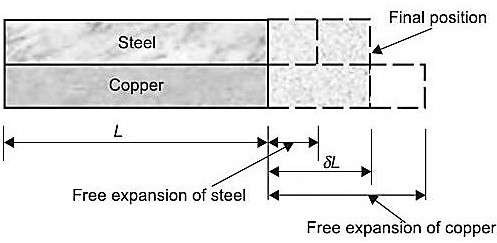 Final position
Steel
Copper
L
δL
Free expansion of steel
Free expansion of copper